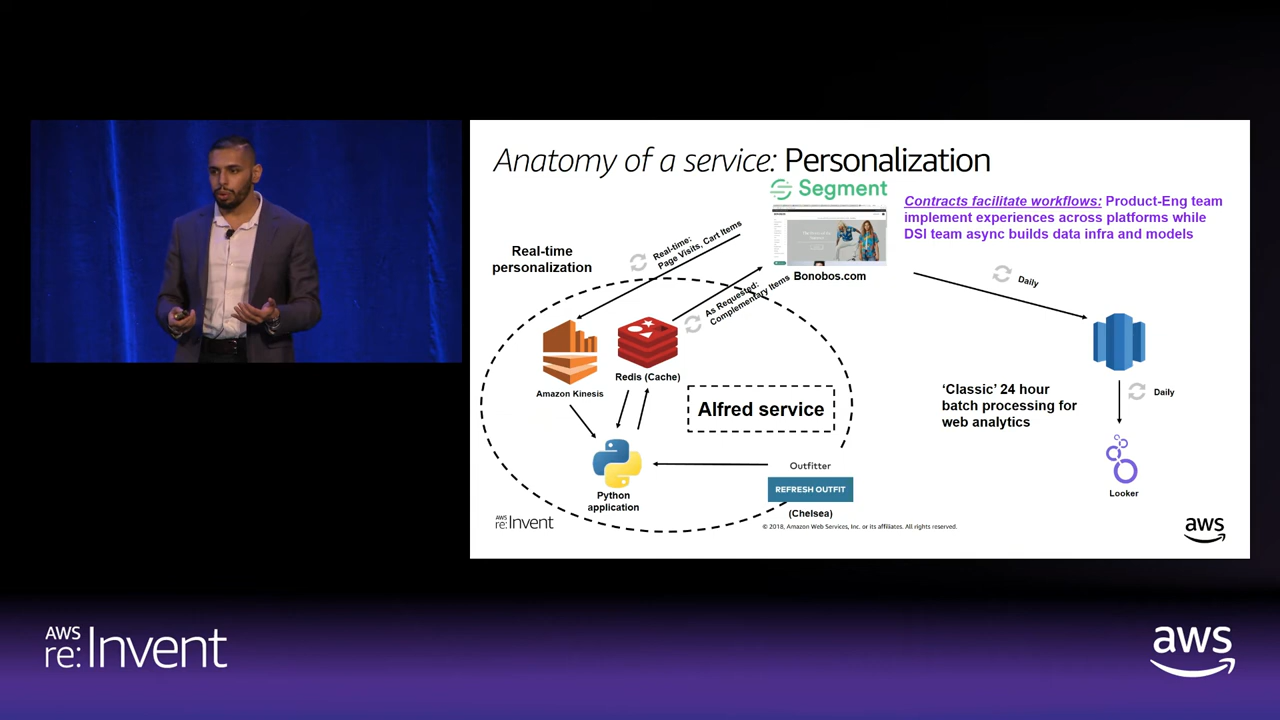 Anatomy of a service: Personalization
Segment
Contracts facilitate workflows: Product-Eng team
implement experiences across platforms while
DSI team async builds data infra and models
Real-time
personalization
Real-time:
Page Visits, Cart Items
As Requested:
Complementary Items
Bonobos.com
Daily
Amazon Kinesis
Redis (Cache)
Alfred service
‘Classic’ 24 hour
batch processing for
web analytics
Daily
Python
application
Outfitter
REFRESH OUTFIT
(Chelsea)
Looker
AWS
re:Invent
© 2018, Amazon Web Services, Inc. or its affiliates. All rights reserved.
aws
AWS
re:Invent
aws